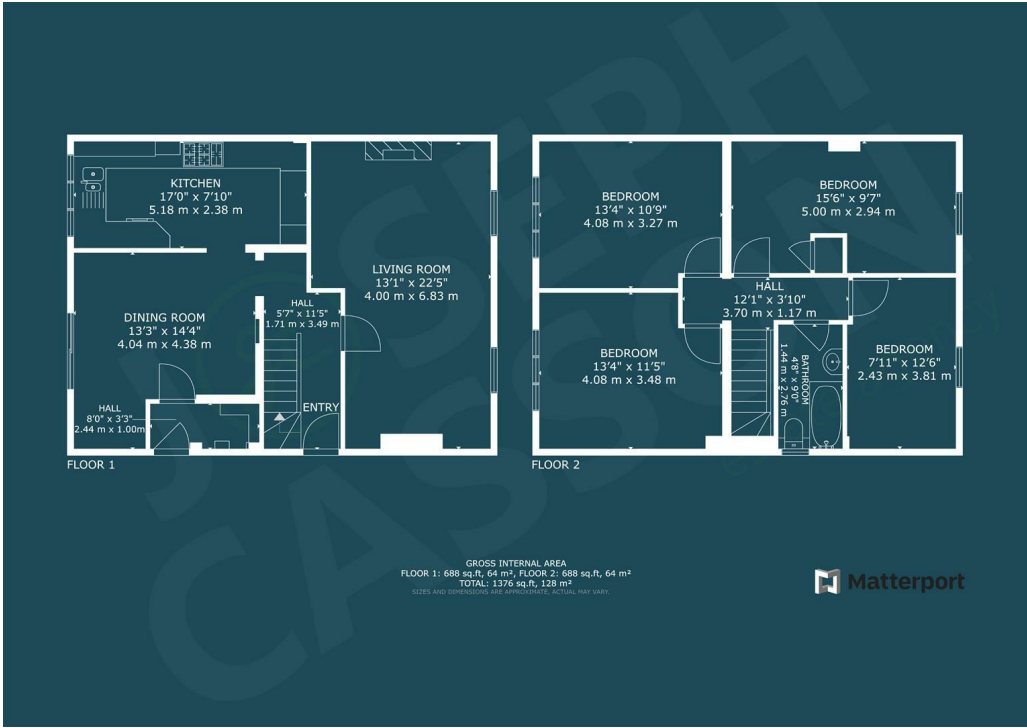 KITCHEN
17'0" x 7'10"
5.18 m x 2.38 m
LIVING ROOM
13'1" x 22'5"
4.00 m x 6.83 m
HALL
5'7" x 11'5"
1.71 m x 3.49 m
DINING ROOM
13'3" x 14'4"
4.04 m x 4.38 m
HALL
8'0" x 3'3"
2.44 m x 1.00m
ENTRY
FLOOR 1
BEDROOM
13'4" x 10'9"
4.08 m x 3.27 m
BEDROOM
15'6" x 9'7"
5.00 m x 2.94 m
HALL
12'1" x 3'10"
3.70 m x 1.17 m
BEDROOM
13'4" x 11'5"
4.08 m x 3.48 m
BATHROOM
4'8" x 9'0"
1.44 m x 2.76 m
BEDROOM
7'11" x 12'6"
2.43 m x 3.81 m
FLOOR 2
GROSS INTERNAL AREA
FLOOR 1: 688 sq.ft, 64 m², FLOOR 2: 688 sq.ft, 64 m²
TOTAL: 1376 sq.ft, 128 m²
SIZES AND DIMENSIONS ARE APPROXIMATE, ACTUAL MAY VARY.
Matterport
JOSEPH
CASSON